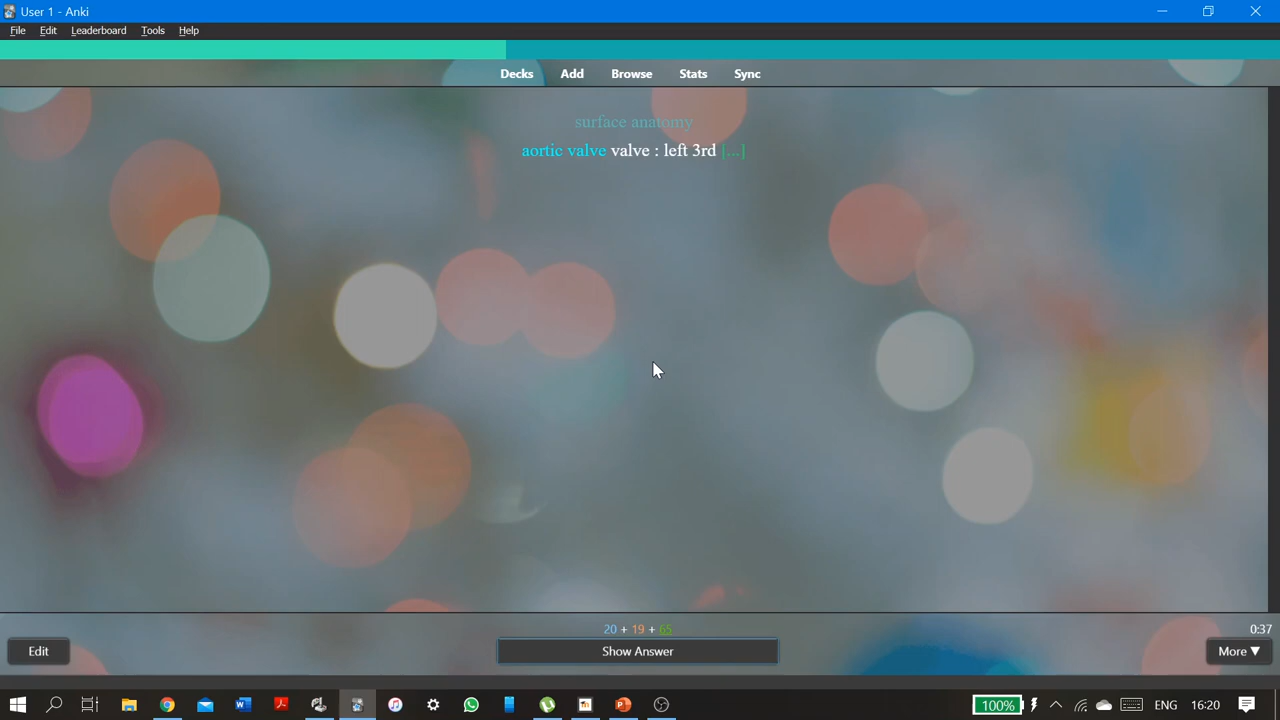 User 1 - Anki
File Edit Leaderboard Tools Help
Decks Add Browse Stats Sync
surface anatomy
aortic valve valve : left 3rd [...]
20 + 19 + 65
0:37
Edit
Show Answer
More ▼
100%
ENG
16:20